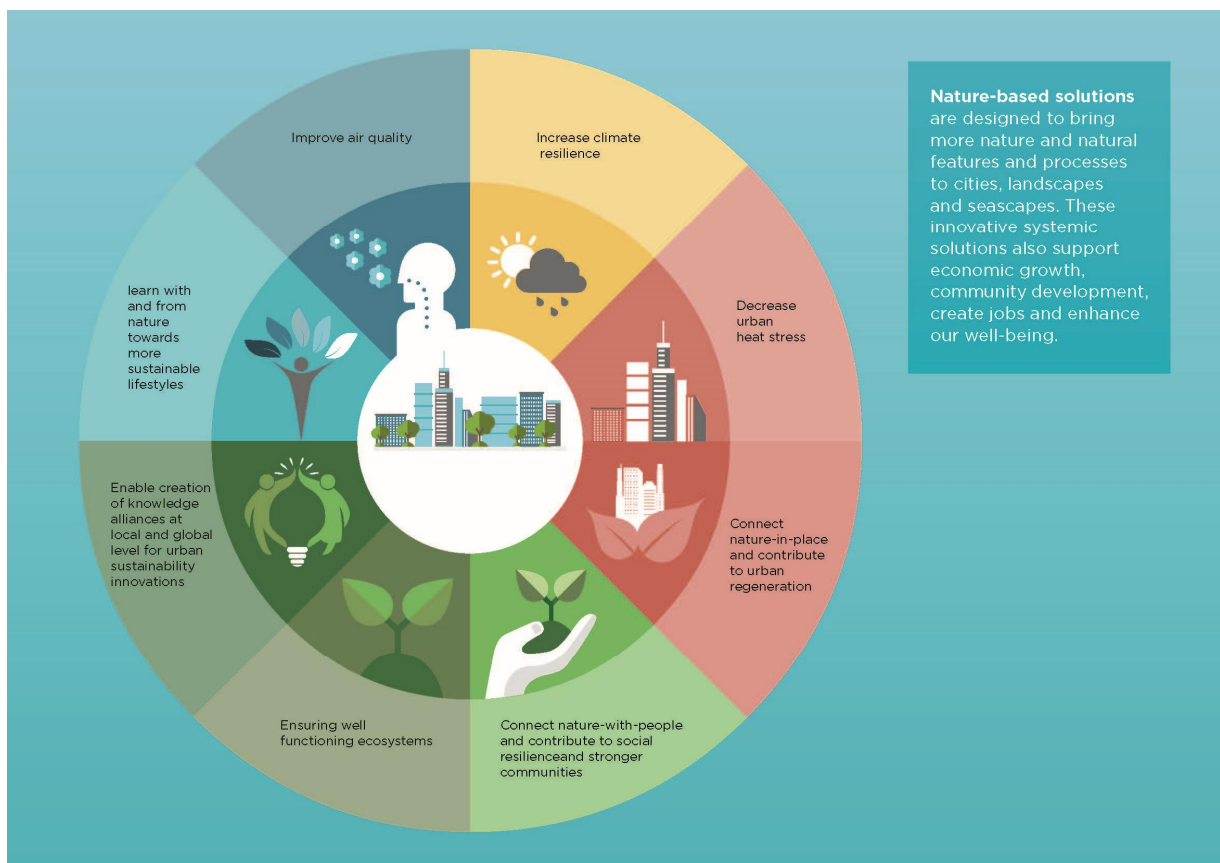 Improve air quality
Increase climate
resilience
Decrease
urban
heat stress
Connect
nature-in-place
and contribute
to urban
regeneration
Connect nature-with-people
and contribute to social
resilienceand stronger
communities
Ensuring well
functioning ecosystems
Enable creation
of knowledge
alliances at
local and global
level for urban
sustainability
innovations
learn with
and from
nature
towards
more
sustainable
lifestyles
Nature-based solutions
are designed to bring
more nature and natural
features and processes
to cities, landscapes
and seascapes. These
innovative systemic
solutions also support
economic growth,
community development,
create jobs and enhance
our well-being.